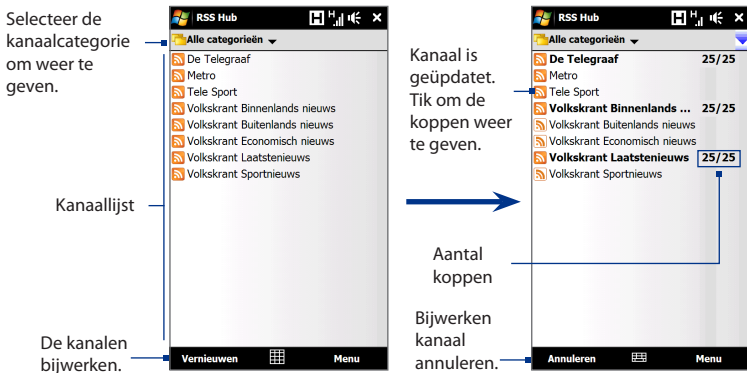 Selecteer de
kanaalcategorie
om weer te
geven.
Kanaallijst
De kanalen
bijwerken.
RSS Hub
H H
Alle categorieën
De Telegraaf
Metro
Tele Sport
Volkskrant Binnenlands nieuws
Volkskrant Buitenlands nieuws
Volkskrant Economisch nieuws
Volkskrant Laatstenieuws
Volkskrant Sportnieuws
Vernieuwen Menu
Kanaal is
geüpdatet.
Tik om de
koppen weer
te geven.
Aantal
koppen
Bijwerken
kanaal
annuleren.
RSS Hub
H H
Alle categorieën
De Telegraaf 25/25
Metro
Tele Sport
Volkskrant Binnenlands ... 25/25
Volkskrant Buitenlands nieuws
Volkskrant Economisch nieuws
Volkskrant Laatstenieuws 25/25
Volkskrant Sportnieuws
Annuleren Menu